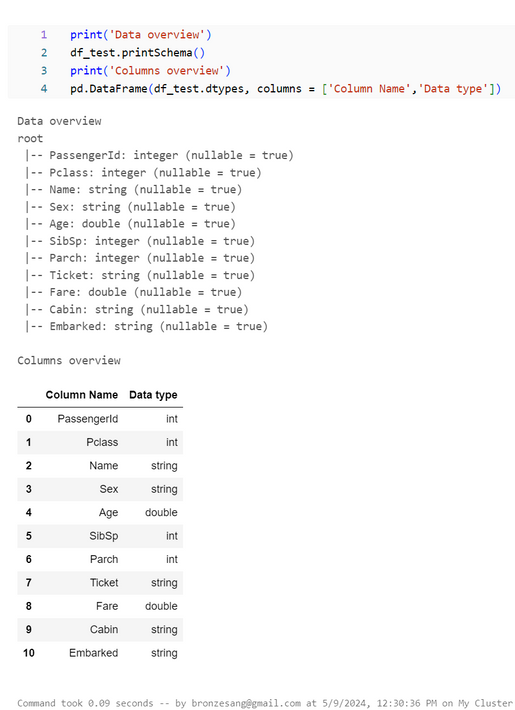 1 print('Data overview')
2 df_test.printSchema()
3 print('Columns overview')
4 pd.DataFrame(df_test.dtypes, columns = ['Column Name','Data type'])
Data overview
root
|-- PassengerId: integer (nullable = true)
|-- Pclass: integer (nullable = true)
|-- Name: string (nullable = true)
|-- Sex: string (nullable = true)
|-- Age: double (nullable = true)
|-- SibSp: integer (nullable = true)
|-- Parch: integer (nullable = true)
|-- Ticket: string (nullable = true)
|-- Fare: double (nullable = true)
|-- Cabin: string (nullable = true)
|-- Embarked: string (nullable = true)
Columns overview
Column Name Data type
0 PassengerId int
1 Pclass int
2 Name string
3 Sex string
4 Age double
5 SibSp int
6 Parch int
7 Ticket string
8 Fare double
9 Cabin string
10 Embarked string
Command took 0.09 seconds -- by bronzesang@gmail.com at 5/9/2024, 12:30:36 PM on My Cluster